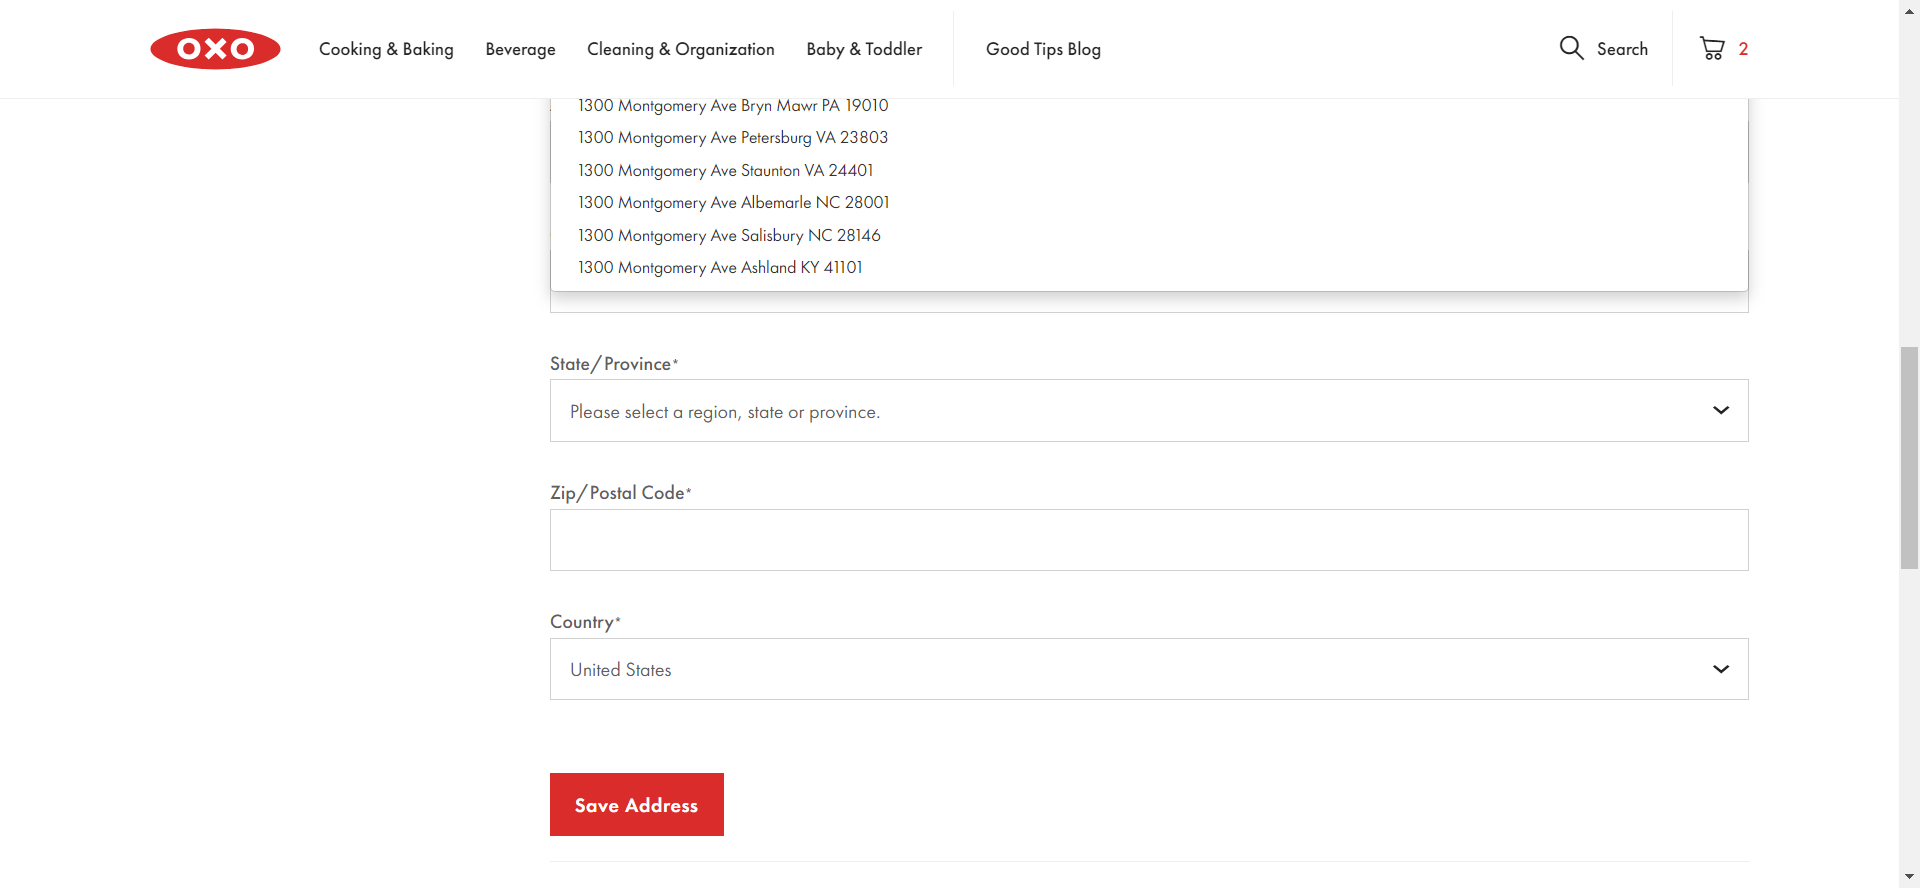 OXO Cooking & Baking Beverage Cleaning & Organization Baby & Toddler Good Tips Blog Search 2
1300 Montgomery Ave Bryn Mawr PA 19010
1300 Montgomery Ave Petersburg VA 23803
1300 Montgomery Ave Staunton VA 24401
1300 Montgomery Ave Albemarle NC 28001
1300 Montgomery Ave Salisbury NC 28146
1300 Montgomery Ave Ashland KY 41101
State/Province*
Please select a region, state or province.
Zip/Postal Code*
Country*
United States
Save Address